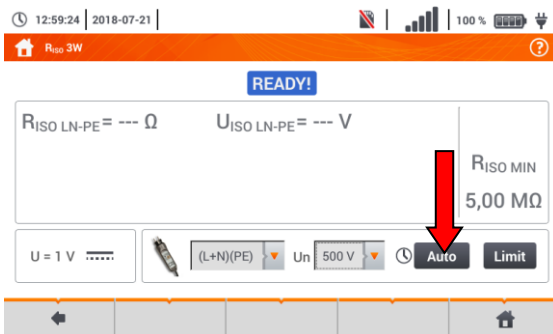 12:59:24 2018-07-21 100 %
RISO 3W ?
READY!
RISO LN-PE= --- Ω UISO LN-PE= --- V
RISO MIN
5,00 MΩ
U = 1 V (L+N)(PE) Un 500 V Auto Limit